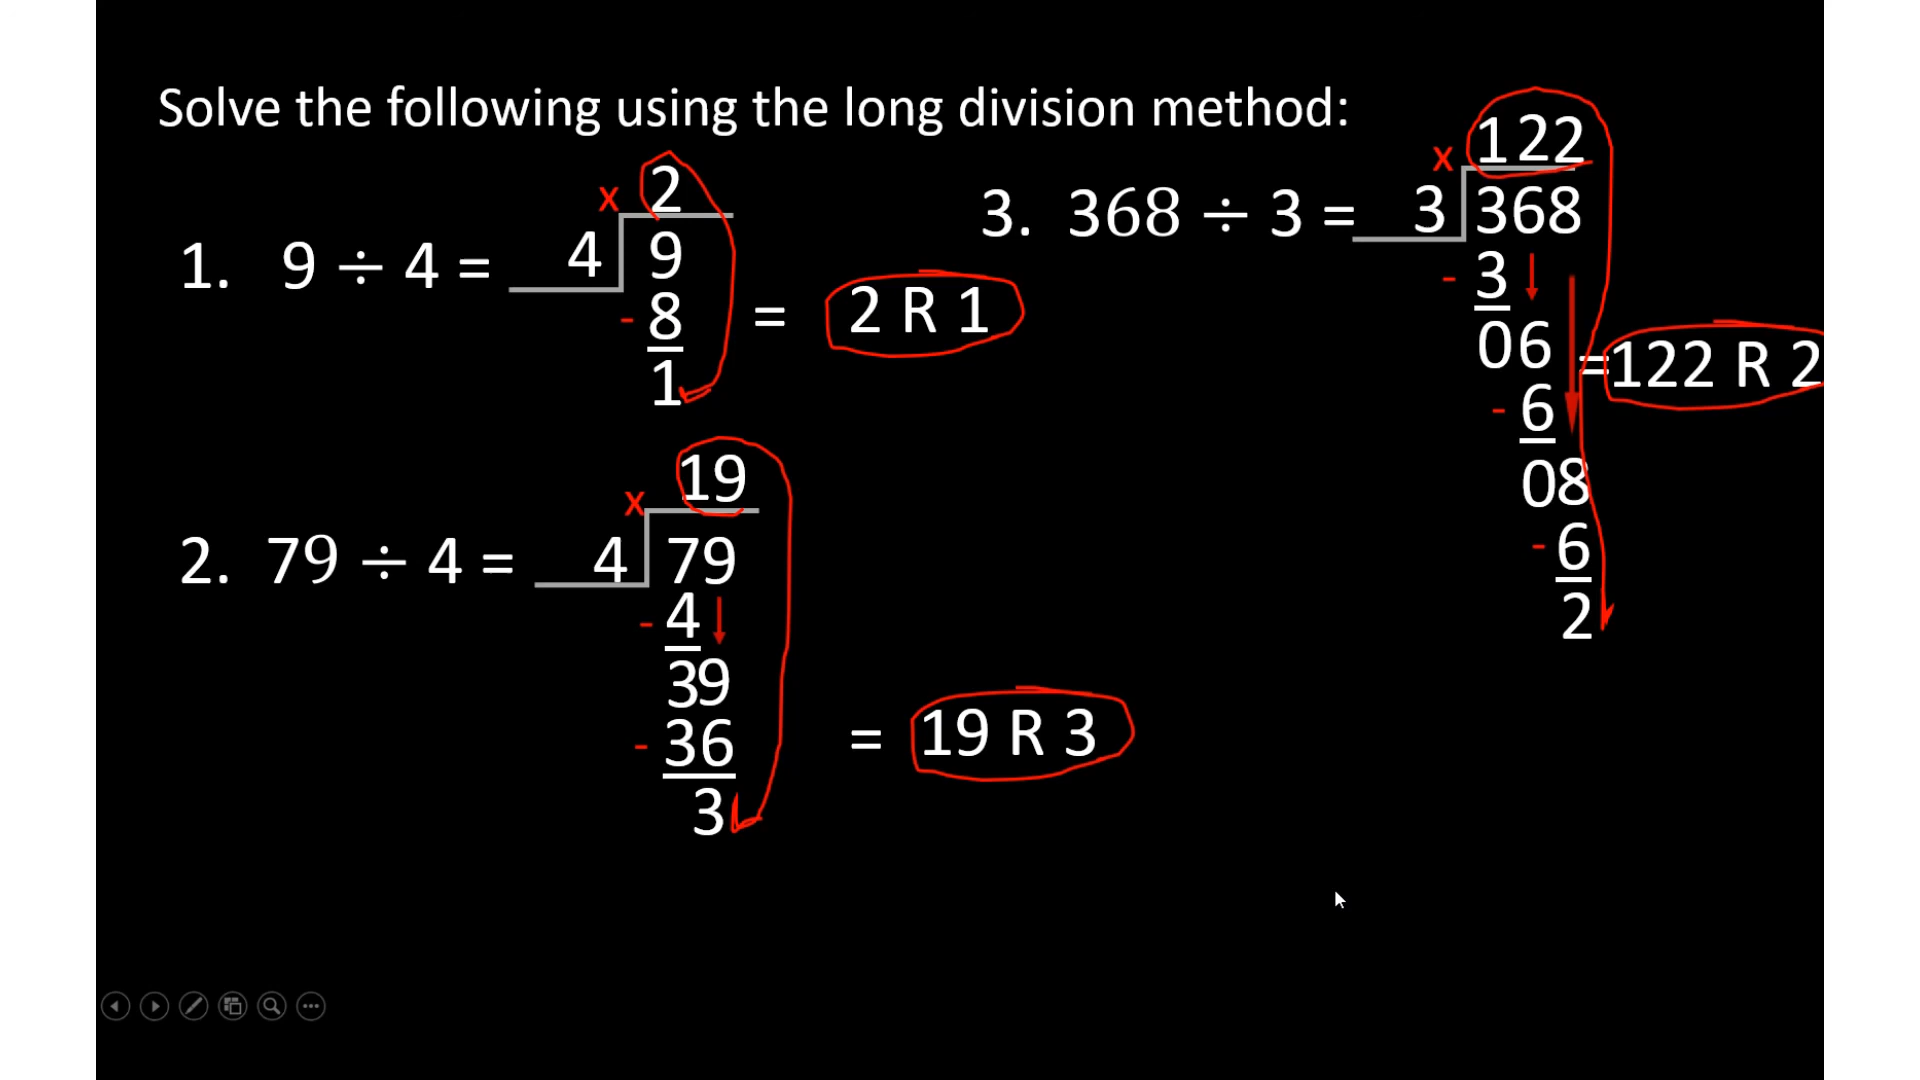 Solve the following using the long division method:
1. 9 ÷ 4 =
x 2
4 9
- 8
1
= 2 R 1
2. 79 ÷ 4 =
x 19
4 79
- 4
39
- 36
3
= 19 R 3
3. 368 ÷ 3 =
x 122
3 368
- 3
06
- 6
08
- 6
2
=122 R 2